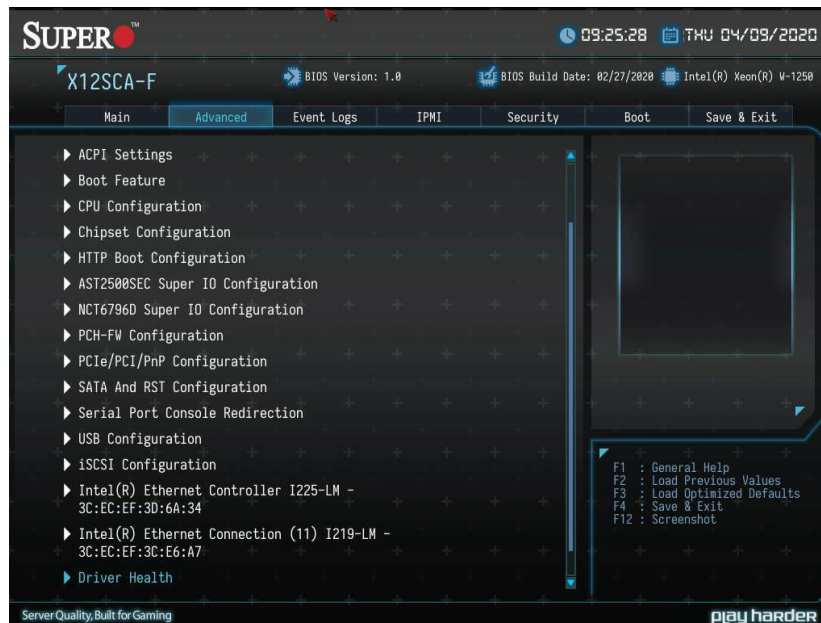 SUPER™
09:25:28 THU 04/09/2020
X12SCA-F
BIOS Version: 1.0
BIOS Build Date: 02/27/2020
Intel(R) Xeon(R) W-1250
Main Advanced Event Logs IPMI Security Boot Save & Exit
ACPI Settings
Boot Feature
CPU Configuration
Chipset Configuration
HTTP Boot Configuration
AST2500SEC Super IO Configuration
NCT6796D Super IO Configuration
PCH-FW Configuration
PCIe/PCI/PnP Configuration
SATA And RST Configuration
Serial Port Console Redirection
USB Configuration
iSCSI Configuration
Intel(R) Ethernet Controller I225-LM -
3C:EC:EF:3D:6A:34
Intel(R) Ethernet Connection (11) I219-LM -
3C:EC:EF:3C:E6:A7
Driver Health
F1 : General Help
F2 : Load Previous Values
F3 : Load Optimized Defaults
F4 : Save & Exit
F12 : Screenshot
Server Quality, Built for Gaming
play harder